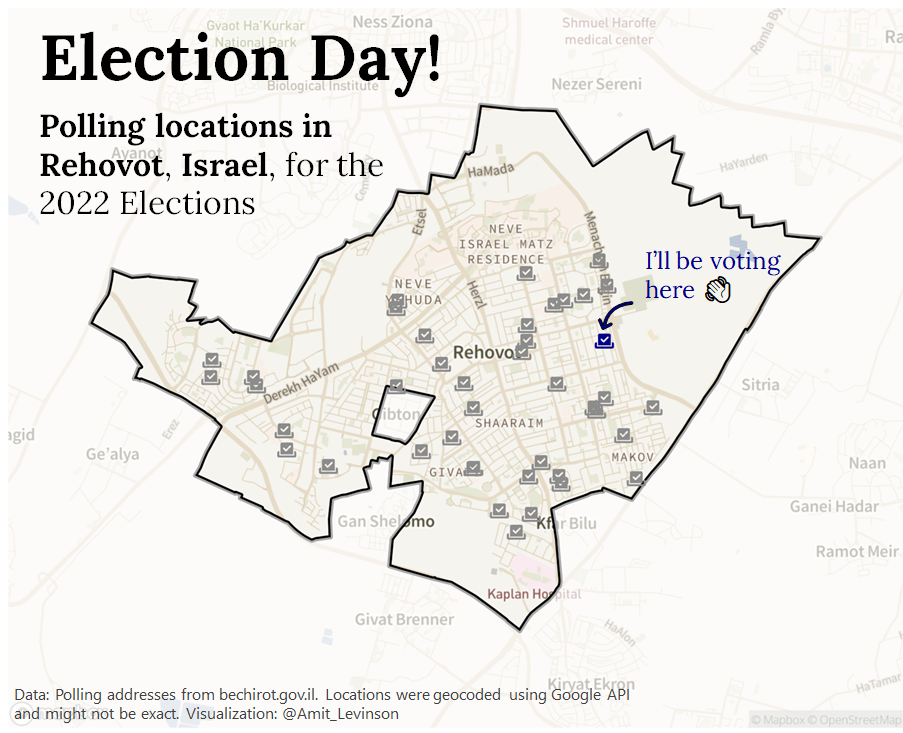 Gvaot Ha'Kurkar
National Park
Ness Ziona
Shmuel Haroffe
medical center
Ramla By
Election Day!
Biological Institute
Nezer Sereni
Polling locations in
Rehovot, Israel, for the
2022 Elections
Ayanot
HaYarden
HaMada
Etsel
Menachem Begin
NEVE
ISRAEL MATZ
RESIDENCE
I'll be voting
here
NEVE
YEHUDA
Herzl
Rehovo
Derekh HaYam
Sitria
Gibton
SHAARAIM
Erez
agid
Ge'alya
MAKOV
Naan
GIVA
Ganei Hadar
Gan Shelomo
Kfar Bilu
Ramot Meir
Kaplan Hospital
Givat Brenner
HaAlon
Kiryat Ekron
HaTamar
Data: Polling addresses from bechirot.gov.il. Locations were geocoded using Google API
and might not be exact. Visualization: @Amit_Levinson
© Mapbox © OpenStreetMap